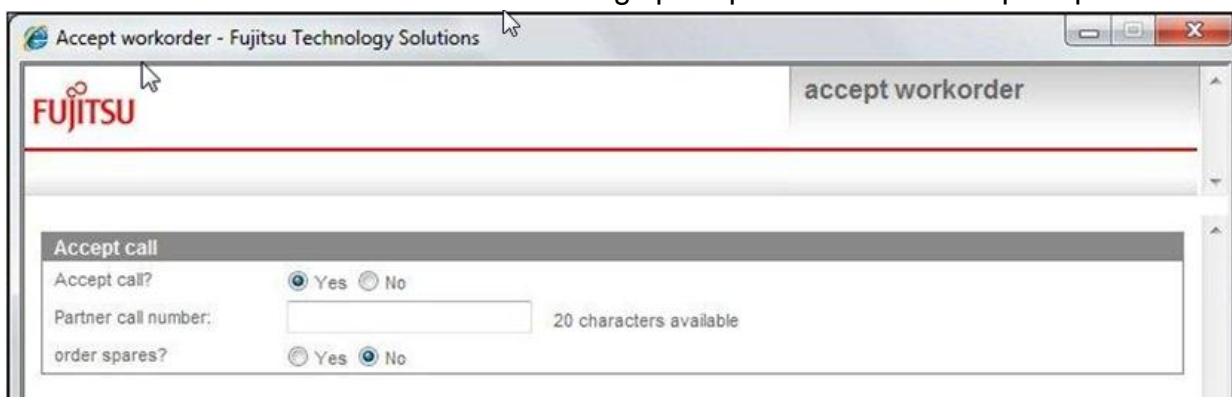 Accept workorder - Fujitsu Technology Solutions
FUJITSU
accept workorder
Accept call
Accept call? Yes No
Partner call number: 20 characters available
order spares? Yes No